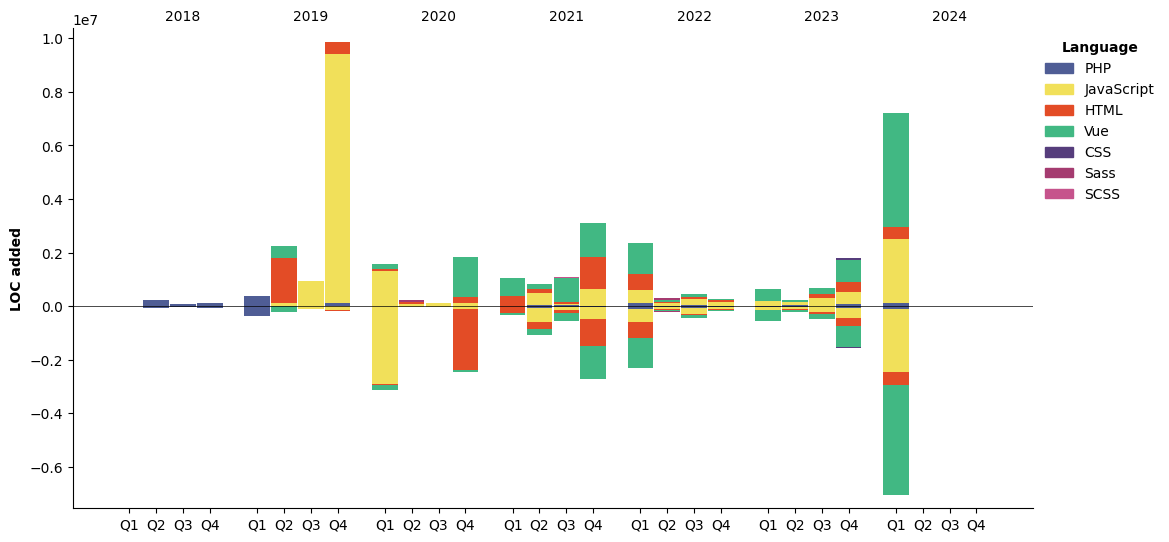 1e7
2018 2019 2020 2021 2022 2023 2024
1.0
0.8
0.6
0.4
0.2
0.0
−0.2
−0.4
−0.6
LOC added
Q1 Q2 Q3 Q4 Q1 Q2 Q3 Q4 Q1 Q2 Q3 Q4 Q1 Q2 Q3 Q4 Q1 Q2 Q3 Q4 Q1 Q2 Q3 Q4 Q1 Q2 Q3 Q4
Language
PHP
JavaScript
HTML
Vue
CSS
Sass
SCSS